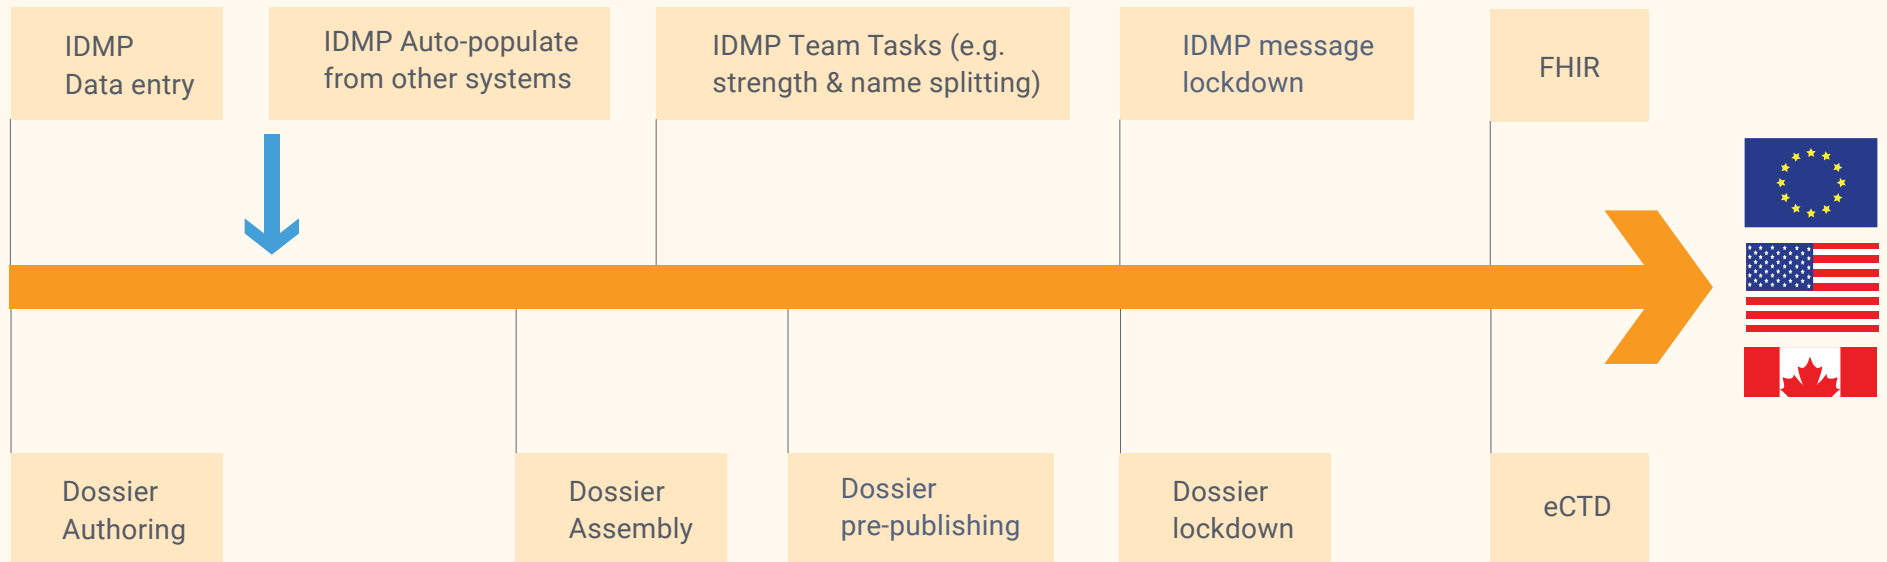 IDMP
Data entry
IDMP Auto-populate
from other systems
IDMP Team Tasks (e.g.
strength & name splitting)
IDMP message
lockdown
FHIR
Dossier
Authoring
Dossier
Assembly
Dossier
pre-publishing
Dossier
lockdown
eCTD